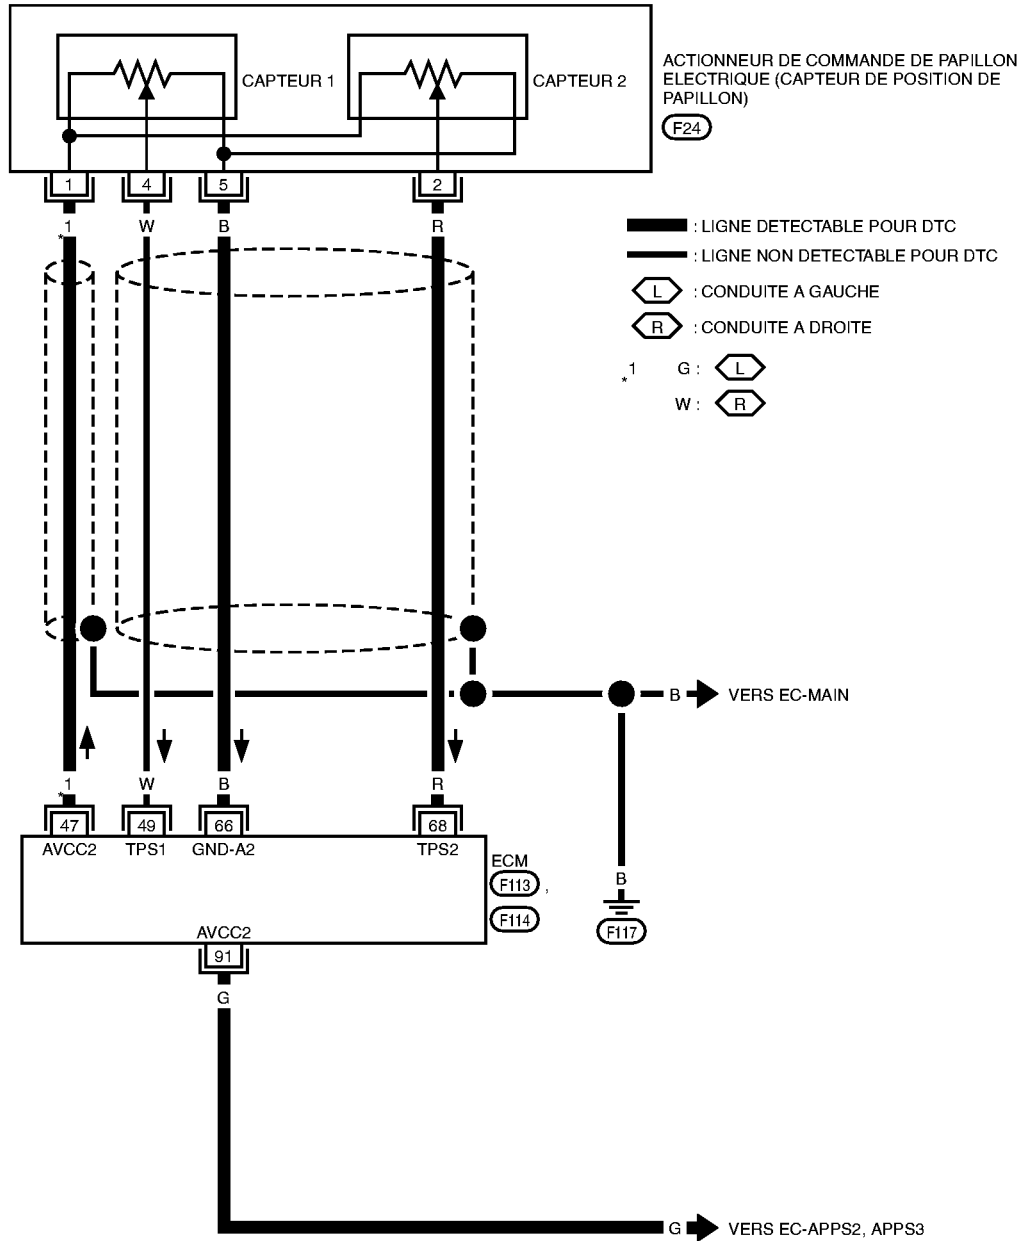 CAPTEUR 1
CAPTEUR 2
ACTIONNEUR DE COMMANDE DE PAPILLON
ELECTRIQUE (CAPTEUR DE POSITION DE
PAPILLON)
F24
1 4 5 2
*1 W B R
: LIGNE DETECTABLE POUR DTC
: LIGNE NON DETECTABLE POUR DTC
L : CONDUITE A GAUCHE
R : CONDUITE A DROITE
*1 G : L
W : R
B VERS EC-MAIN
*1 W B R
47 49 66 68
AVCC2 TPS1 GND-A2 TPS2
ECM
F113 ,
F114
B
F117
AVCC2
91
G
G VERS EC-APPS2, APPS3